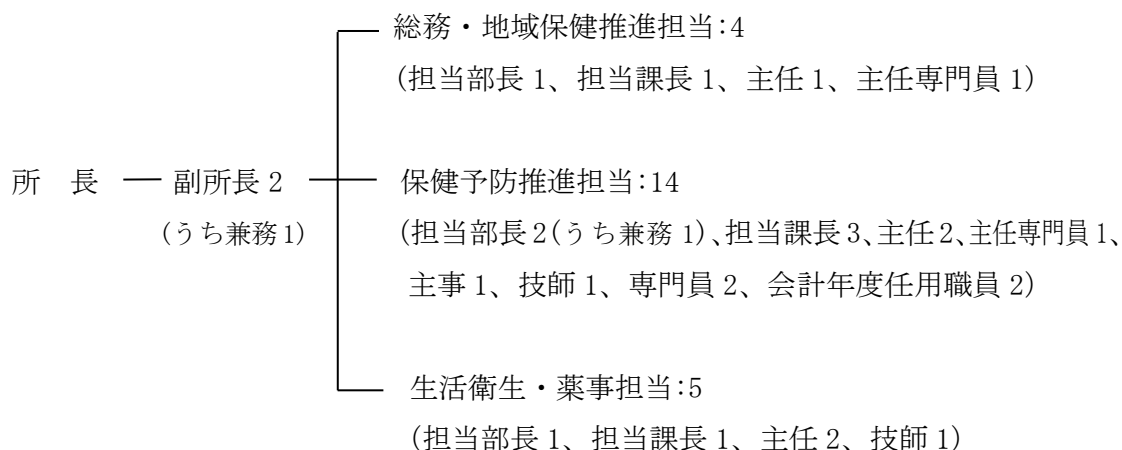 総務・地域保健推進担当:4
(担当部長 1、担当課長 1、主任 1、主任専門員 1)
所　長 副所長 2 保健予防推進担当:14
(うち兼務 1) (担当部長 2(うち兼務 1)、担当課長 3、主任 2、主任専門員 1、
主事 1、技師 1、専門員 2、会計年度任用職員 2)
生活衛生・薬事担当:5
(担当部長 1、担当課長 1、主任 2、技師 1)